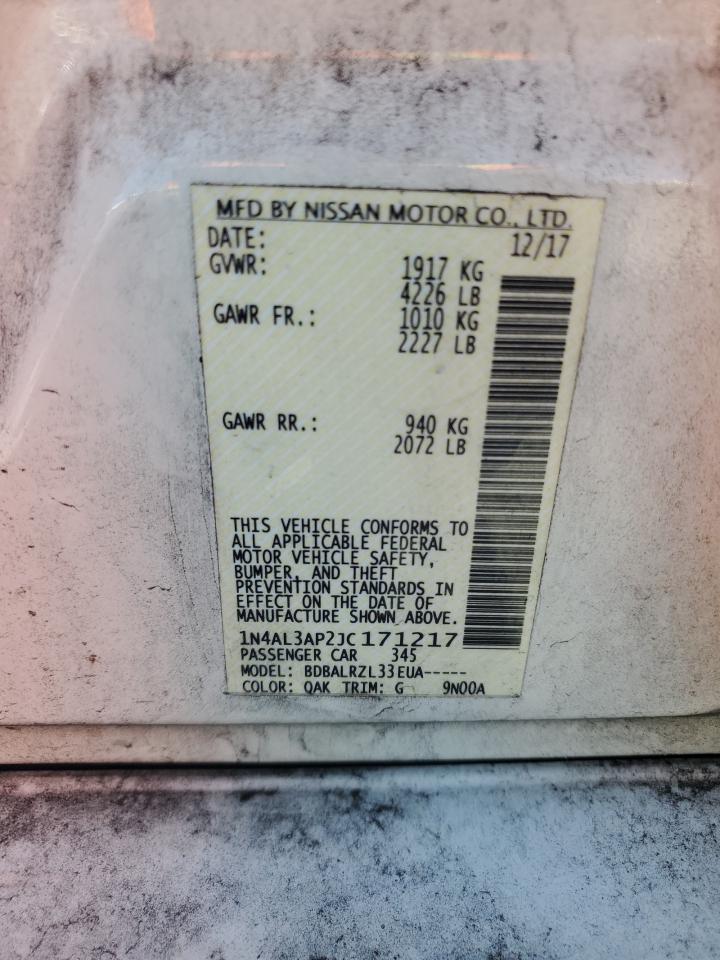 MFD BY NISSAN MOTOR CO., LTD.
DATE: 12/17
GVWR: 1917 KG
4226 LB
GAWR FR.: 1010 KG
2227 LB
GAWR RR.: 940 KG
2072 LB
THIS VEHICLE CONFORMS TO
ALL APPLICABLE FEDERAL
MOTOR VEHICLE SAFETY,
BUMPER, AND THEFT
PREVENTION STANDARDS IN
EFFECT ON THE DATE OF
MANUFACTURE SHOWN ABOVE.
1N4AL3AP2JC171217
PASSENGER CAR 345
MODEL: BDBALRZL33EUA-----
COLOR: QAK TRIM: G 9N00A